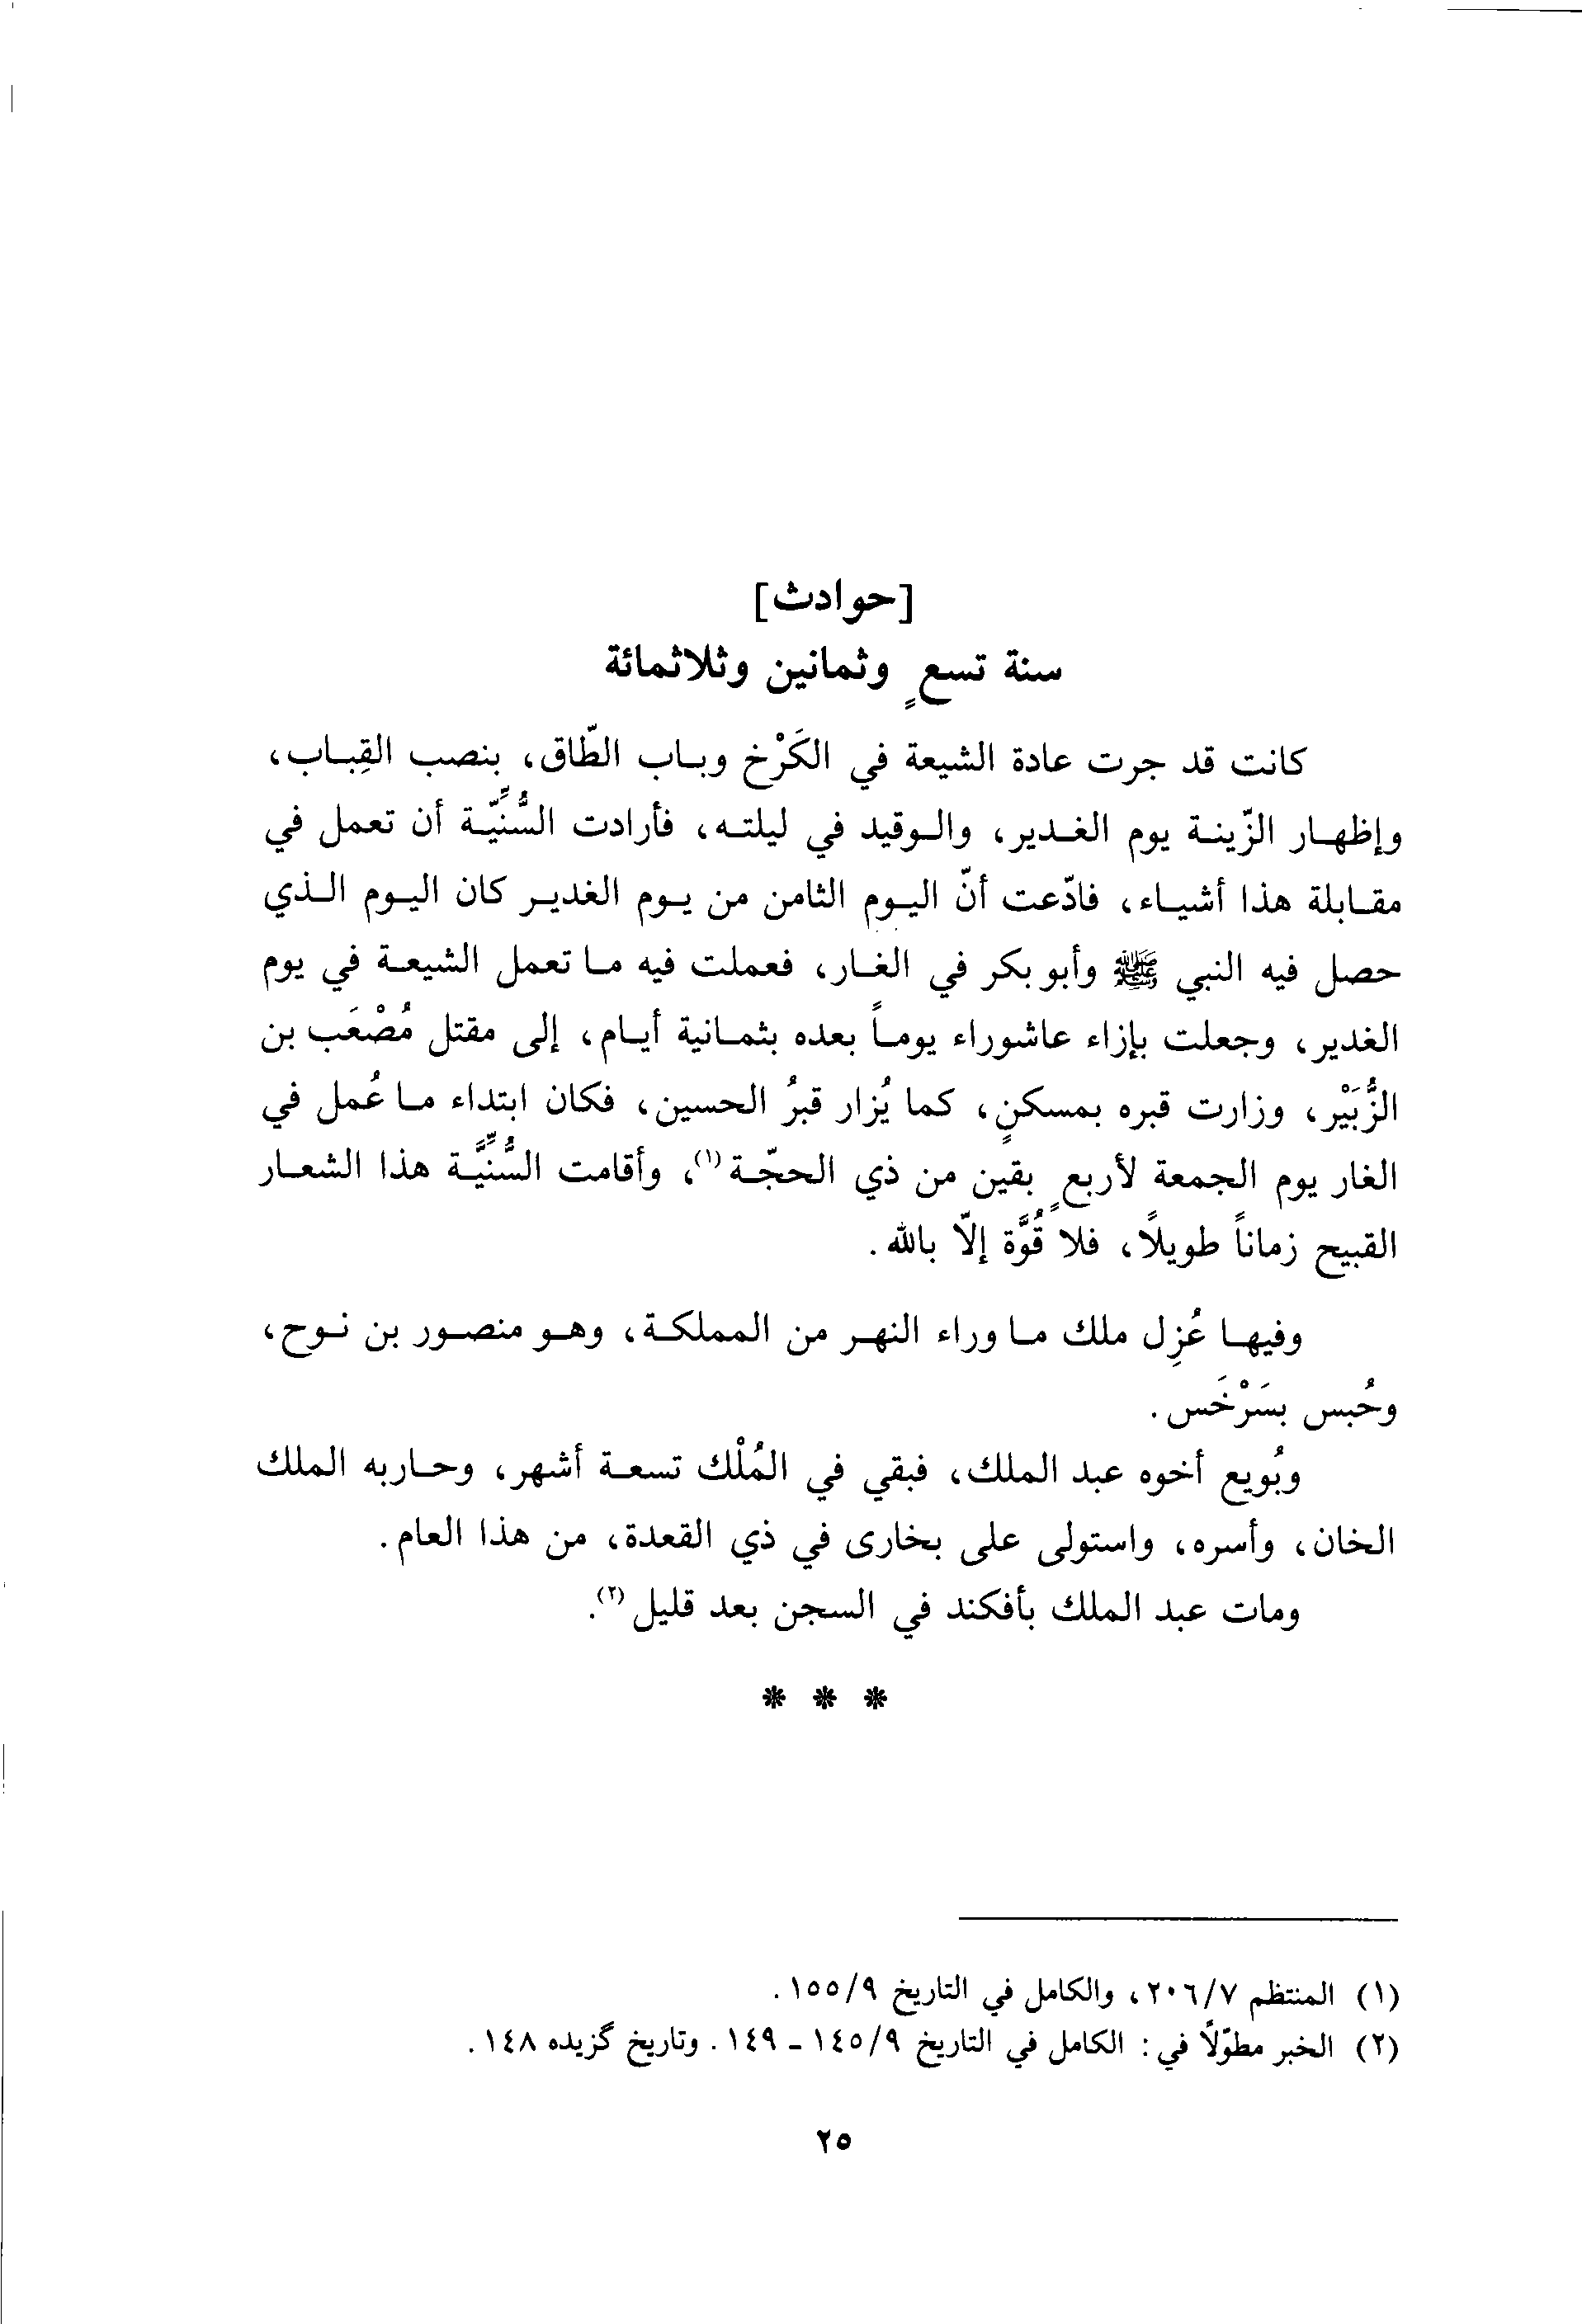 [حوادث]
سنة تسعٍ وثمانين وثلاثمائة
كانت قد جرت عادة الشيعة في الكَرْخ وباب الطّاق، بنصب القِباب،
وإظهار الزّينة يوم الغدير، والوقيد في ليلته، فأرادت السُّنِّيّة أن تعمل في
مقابلة هذا أشياء، فادّعت أنّ اليوم الثامن من يوم الغدير كان اليوم الذي
حصل فيه النبي ﷺ وأبو بكر في الغار، فعملت فيه ما تعمل الشيعة في يوم
الغدير، وجعلت بإزاء عاشوراء يوماً بعده بثمانية أيام، إلى مقتل مُصْعَب بن
الزُّبَيْر، وزارت قبره بمسكنٍ، كما يُزار قبرُ الحسين، فكان ابتداء ما عُمل في
الغار يوم الجمعة لأربعٍ بقين من ذي الحجّة(١)، وأقامت السُّنِّيَّة هذا الشعار
القبيح زماناً طويلاً، فلا قُوَّة إلاّ بالله.
وفيها عُزِل ملك ما وراء النهر من المملكة، وهو منصور بن نوح،
وحُبس بسَرْخَس.
وبُويع أخوه عبد الملك، فبقي في المُلْك تسعة أشهر، وحاربه الملك
الخان، وأسره، واستولى على بخارى في ذي القعدة، من هذا العام.
ومات عبد الملك بأفكند في السجن بعد قليل(٢).
* * *
(١) المنتظم ٢٠٦/٧، والكامل في التاريخ ١٥٥/٩.
(٢) الخبر مطوّلاً في: الكامل في التاريخ ١٤٥/٩ - ١٤٩. وتاريخ گزيده ١٤٨.
٢٥